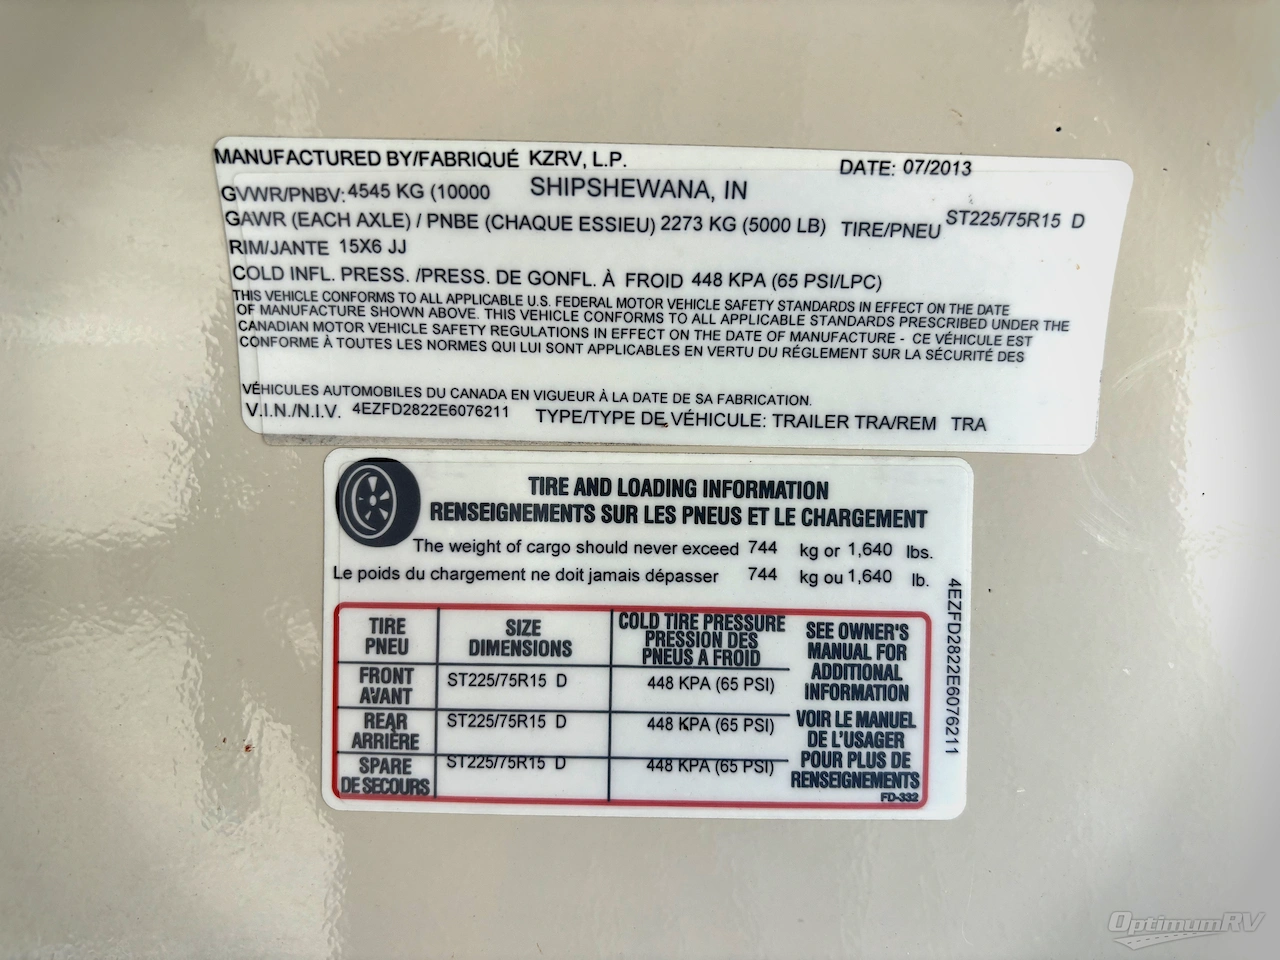 MANUFACTURED BY/FABRIQUÉ KZRV, L.P. DATE: 07/2013
GVWR/PNBV: 4545 KG (10000 SHIPSHEWANA, IN
GAWR (EACH AXLE) / PNBE (CHAQUE ESSIEU) 2273 KG (5000 LB) TIRE/PNEU ST225/75R15 D
RIM/JANTE 15X6 JJ
COLD INFL. PRESS. /PRESS. DE GONFL. À FROID 448 KPA (65 PSI/LPC)
THIS VEHICLE CONFORMS TO ALL APPLICABLE U.S. FEDERAL MOTOR VEHICLE SAFETY STANDARDS IN EFFECT ON THE DATE
OF MANUFACTURE SHOWN ABOVE. THIS VEHICLE CONFORMS TO ALL APPLICABLE STANDARDS PRESCRIBED UNDER THE
CANADIAN MOTOR VEHICLE SAFETY REGULATIONS IN EFFECT ON THE DATE OF MANUFACTURE - CE VÉHICULE EST
CONFORME À TOUTES LES NORMES QUI LUI SONT APPLICABLES EN VERTU DU RÉGLEMENT SUR LA SÉCURITÉ DES
VÉHICULES AUTOMOBILES DU CANADA EN VIGUEUR À LA DATE DE SA FABRICATION.
V.I.N./N.I.V. 4EZFD2822E6076211 TYPE/TYPE DE VÉHICULE: TRAILER TRA/REM TRA
TIRE AND LOADING INFORMATION
RENSEIGNEMENTS SUR LES PNEUS ET LE CHARGEMENT
The weight of cargo should never exceed 744 kg or 1,640 lbs.
Le poids du chargement ne doit jamais dépasser 744 kg ou 1,640 lb.
4EZFD2822E6076211
TIRE
PNEU
SIZE
DIMENSIONS
COLD TIRE PRESSURE
PRESSION DES
PNEUS A FROID
FRONT
AVANT
ST225/75R15 D
448 KPA (65 PSI)
REAR
ARRIÈRE
ST225/75R15 D
448 KPA (65 PSI)
SPARE
DE SECOURS
ST225/75R15 D
448 KPA (65 PSI)
SEE OWNER'S
MANUAL FOR
ADDITIONAL
INFORMATION
VOIR LE MANUEL
DE L'USAGER
POUR PLUS DE
RENSEIGNEMENTS
FD-332
OptimumRV